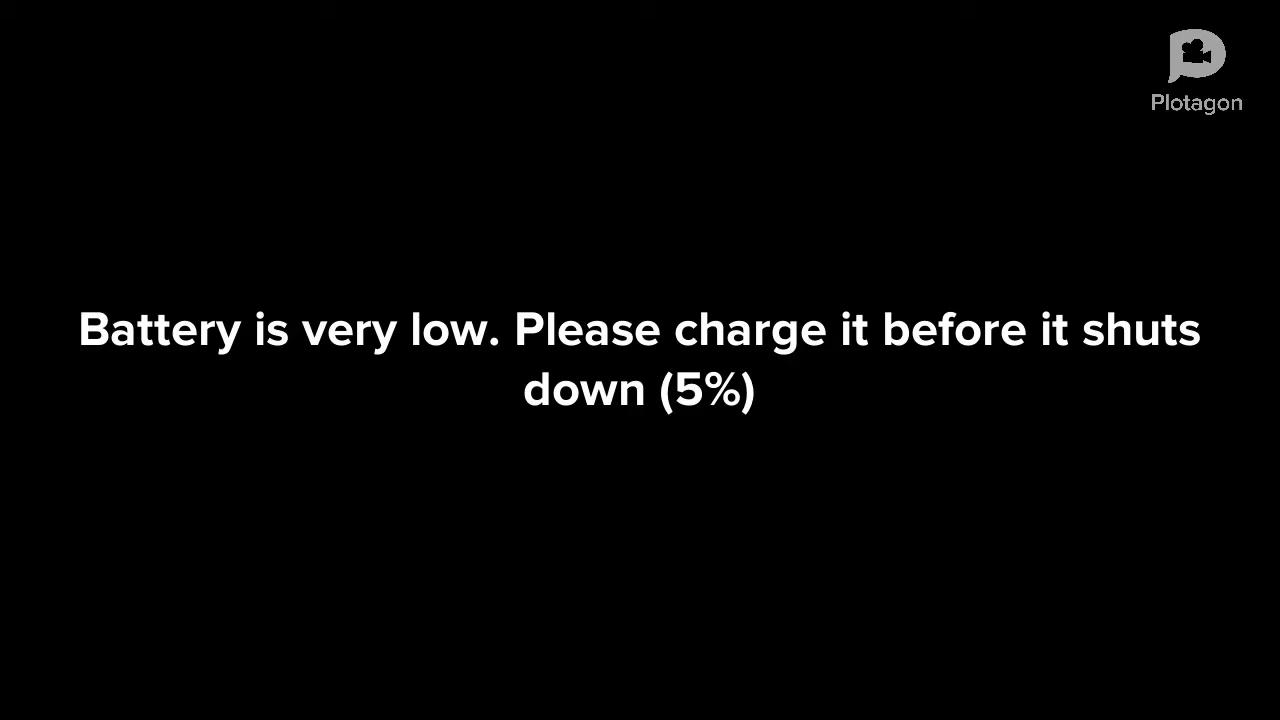 Plotagon
Battery is very low. Please charge it before it shuts
down (5%)